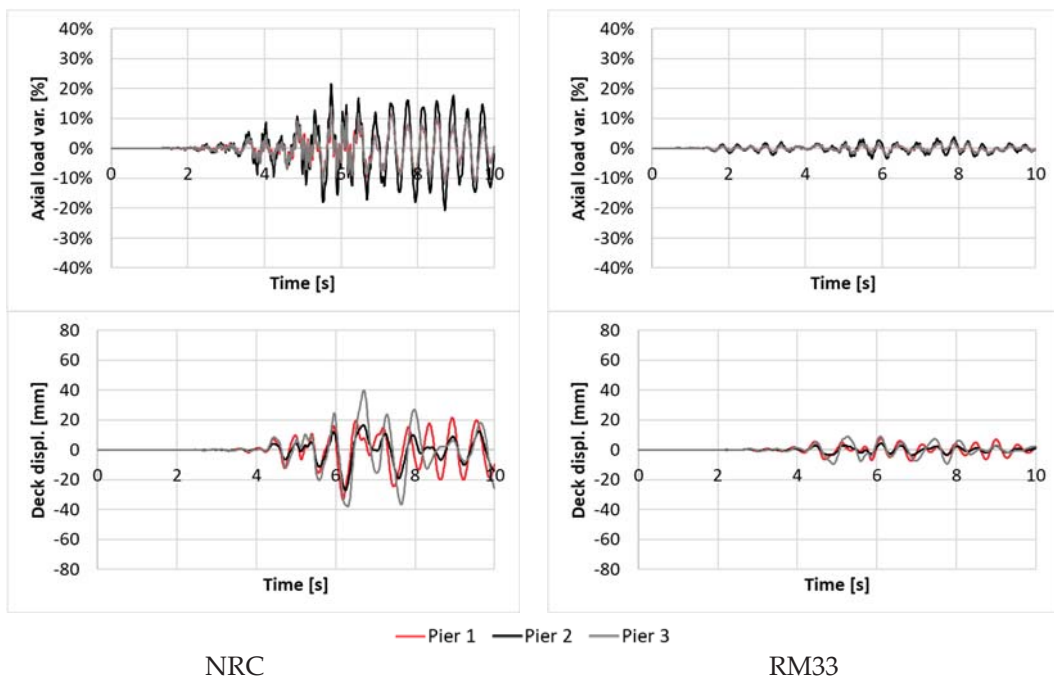 40%
30%
20%
10%
0%
-10%
-20%
-30%
-40%
Axial load var. [%]
0 2 4 6 8 10
Time [s]
40%
30%
20%
10%
0%
-10%
-20%
-30%
-40%
Axial load var. [%]
0 2 4 6 8 10
Time [s]
80
60
40
20
0
-20
-40
-60
-80
Deck displ. [mm]
0 2 4 6 8 10
Time [s]
80
60
40
20
0
-20
-40
-60
-80
Deck displ. [mm]
0 2 4 6 8 10
Time [s]
Pier 1 Pier 2 Pier 3
NRC RM33